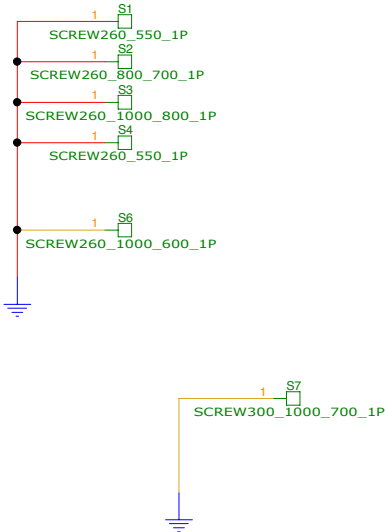 S1
1
SCREW260_550_1P
S2
1
SCREW260_800_700_1P
S3
1
SCREW260_1000_800_1P
S4
1
SCREW260_550_1P
S6
1
SCREW260_1000_600_1P
S7
1
SCREW300_1000_700_1P